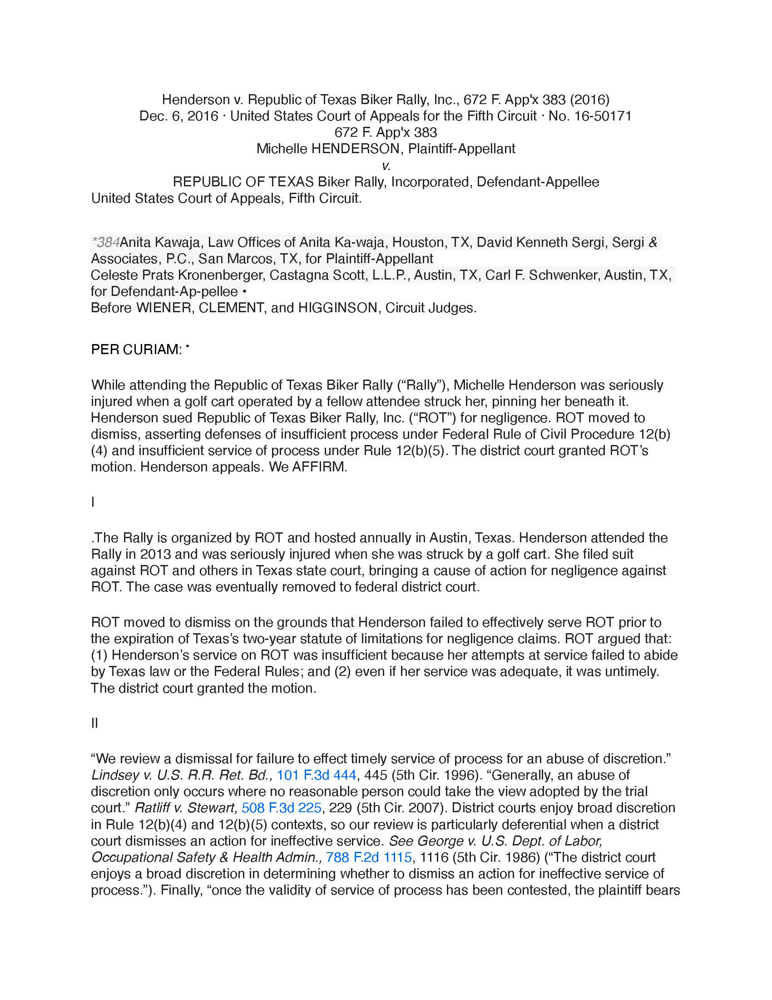 Henderson v. Republic of Texas Biker Rally, Inc., 672 F. App'x 383 (2016)
Dec. 6, 2016 · United States Court of Appeals for the Fifth Circuit · No. 16-50171
672 F. App'x 383
Michelle HENDERSON, Plaintiff-Appellant
v.
REPUBLIC OF TEXAS Biker Rally, Incorporated, Defendant-Appellee
United States Court of Appeals, Fifth Circuit.
*384Anita Kawaja, Law Offices of Anita Ka-waja, Houston, TX, David Kenneth Sergi, Sergi &
Associates, P.C., San Marcos, TX, for Plaintiff-Appellant
Celeste Prats Kronenberger, Castagna Scott, L.L.P., Austin, TX, Carl F. Schwenker, Austin, TX,
for Defendant-Ap-pellee •
Before WIENER, CLEMENT, and HIGGINSON, Circuit Judges.
PER CURIAM: *
While attending the Republic of Texas Biker Rally (“Rally”), Michelle Henderson was seriously
injured when a golf cart operated by a fellow attendee struck her, pinning her beneath it.
Henderson sued Republic of Texas Biker Rally, Inc. (“ROT”) for negligence. ROT moved to
dismiss, asserting defenses of insufficient process under Federal Rule of Civil Procedure 12(b)
(4) and insufficient service of process under Rule 12(b)(5). The district court granted ROT’s
motion. Henderson appeals. We AFFIRM.
I
.The Rally is organized by ROT and hosted annually in Austin, Texas. Henderson attended the
Rally in 2013 and was seriously injured when she was struck by a golf cart. She filed suit
against ROT and others in Texas state court, bringing a cause of action for negligence against
ROT. The case was eventually removed to federal district court.
ROT moved to dismiss on the grounds that Henderson failed to effectively serve ROT prior to
the expiration of Texas’s two-year statute of limitations for negligence claims. ROT argued that:
(1) Henderson’s service on ROT was insufficient because her attempts at service failed to abide
by Texas law or the Federal Rules; and (2) even if her service was adequate, it was untimely.
The district court granted the motion.
II
“We review a dismissal for failure to effect timely service of process for an abuse of discretion.”
Lindsey v. U.S. R.R. Ret. Bd., 101 F.3d 444, 445 (5th Cir. 1996). “Generally, an abuse of
discretion only occurs where no reasonable person could take the view adopted by the trial
court.” Ratliff v. Stewart, 508 F.3d 225, 229 (5th Cir. 2007). District courts enjoy broad discretion
in Rule 12(b)(4) and 12(b)(5) contexts, so our review is particularly deferential when a district
court dismisses an action for ineffective service. See George v. U.S. Dept. of Labor,
Occupational Safety & Health Admin., 788 F.2d 1115, 1116 (5th Cir. 1986) (“The district court
enjoys a broad discretion in determining whether to dismiss an action for ineffective service of
process.”). Finally, “once the validity of service of process has been contested, the plaintiff bears